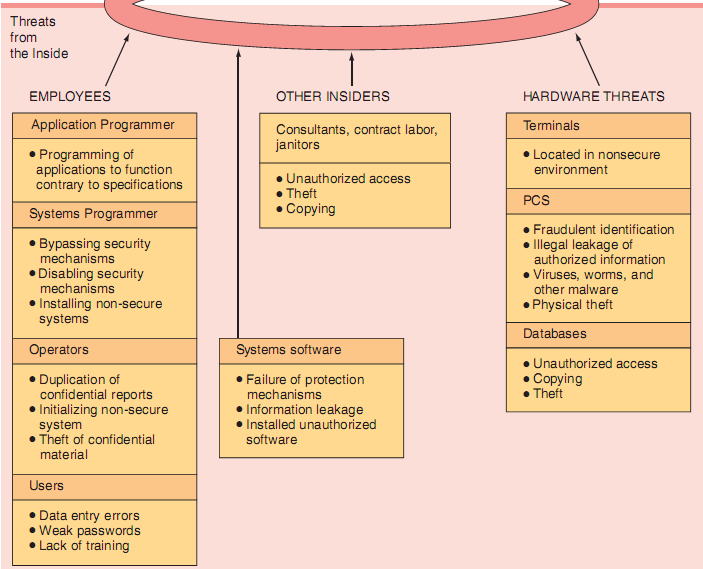 Threats
from
the Inside
EMPLOYEES
Application Programmer
• Programming of
applications to function
contrary to specifications
Systems Programmer
• Bypassing security
mechanisms
• Disabling security
mechanisms
• Installing non-secure
systems
Operators
• Duplication of
confidential reports
• Initializing non-secure
system
• Theft of confidential
material
Users
• Data entry errors
• Weak passwords
• Lack of training
Systems software
• Failure of protection
mechanisms
• Information leakage
• Installed unauthorized
software
OTHER INSIDERS
Consultants, contract labor,
janitors
• Unauthorized access
• Theft
• Copying
HARDWARE THREATS
Terminals
• Located in nonsecure
environment
PCS
• Fraudulent identification
• Illegal leakage of
authorized information
• Viruses, worms, and
other malware
• Physical theft
Databases
• Unauthorized access
• Copying
• Theft